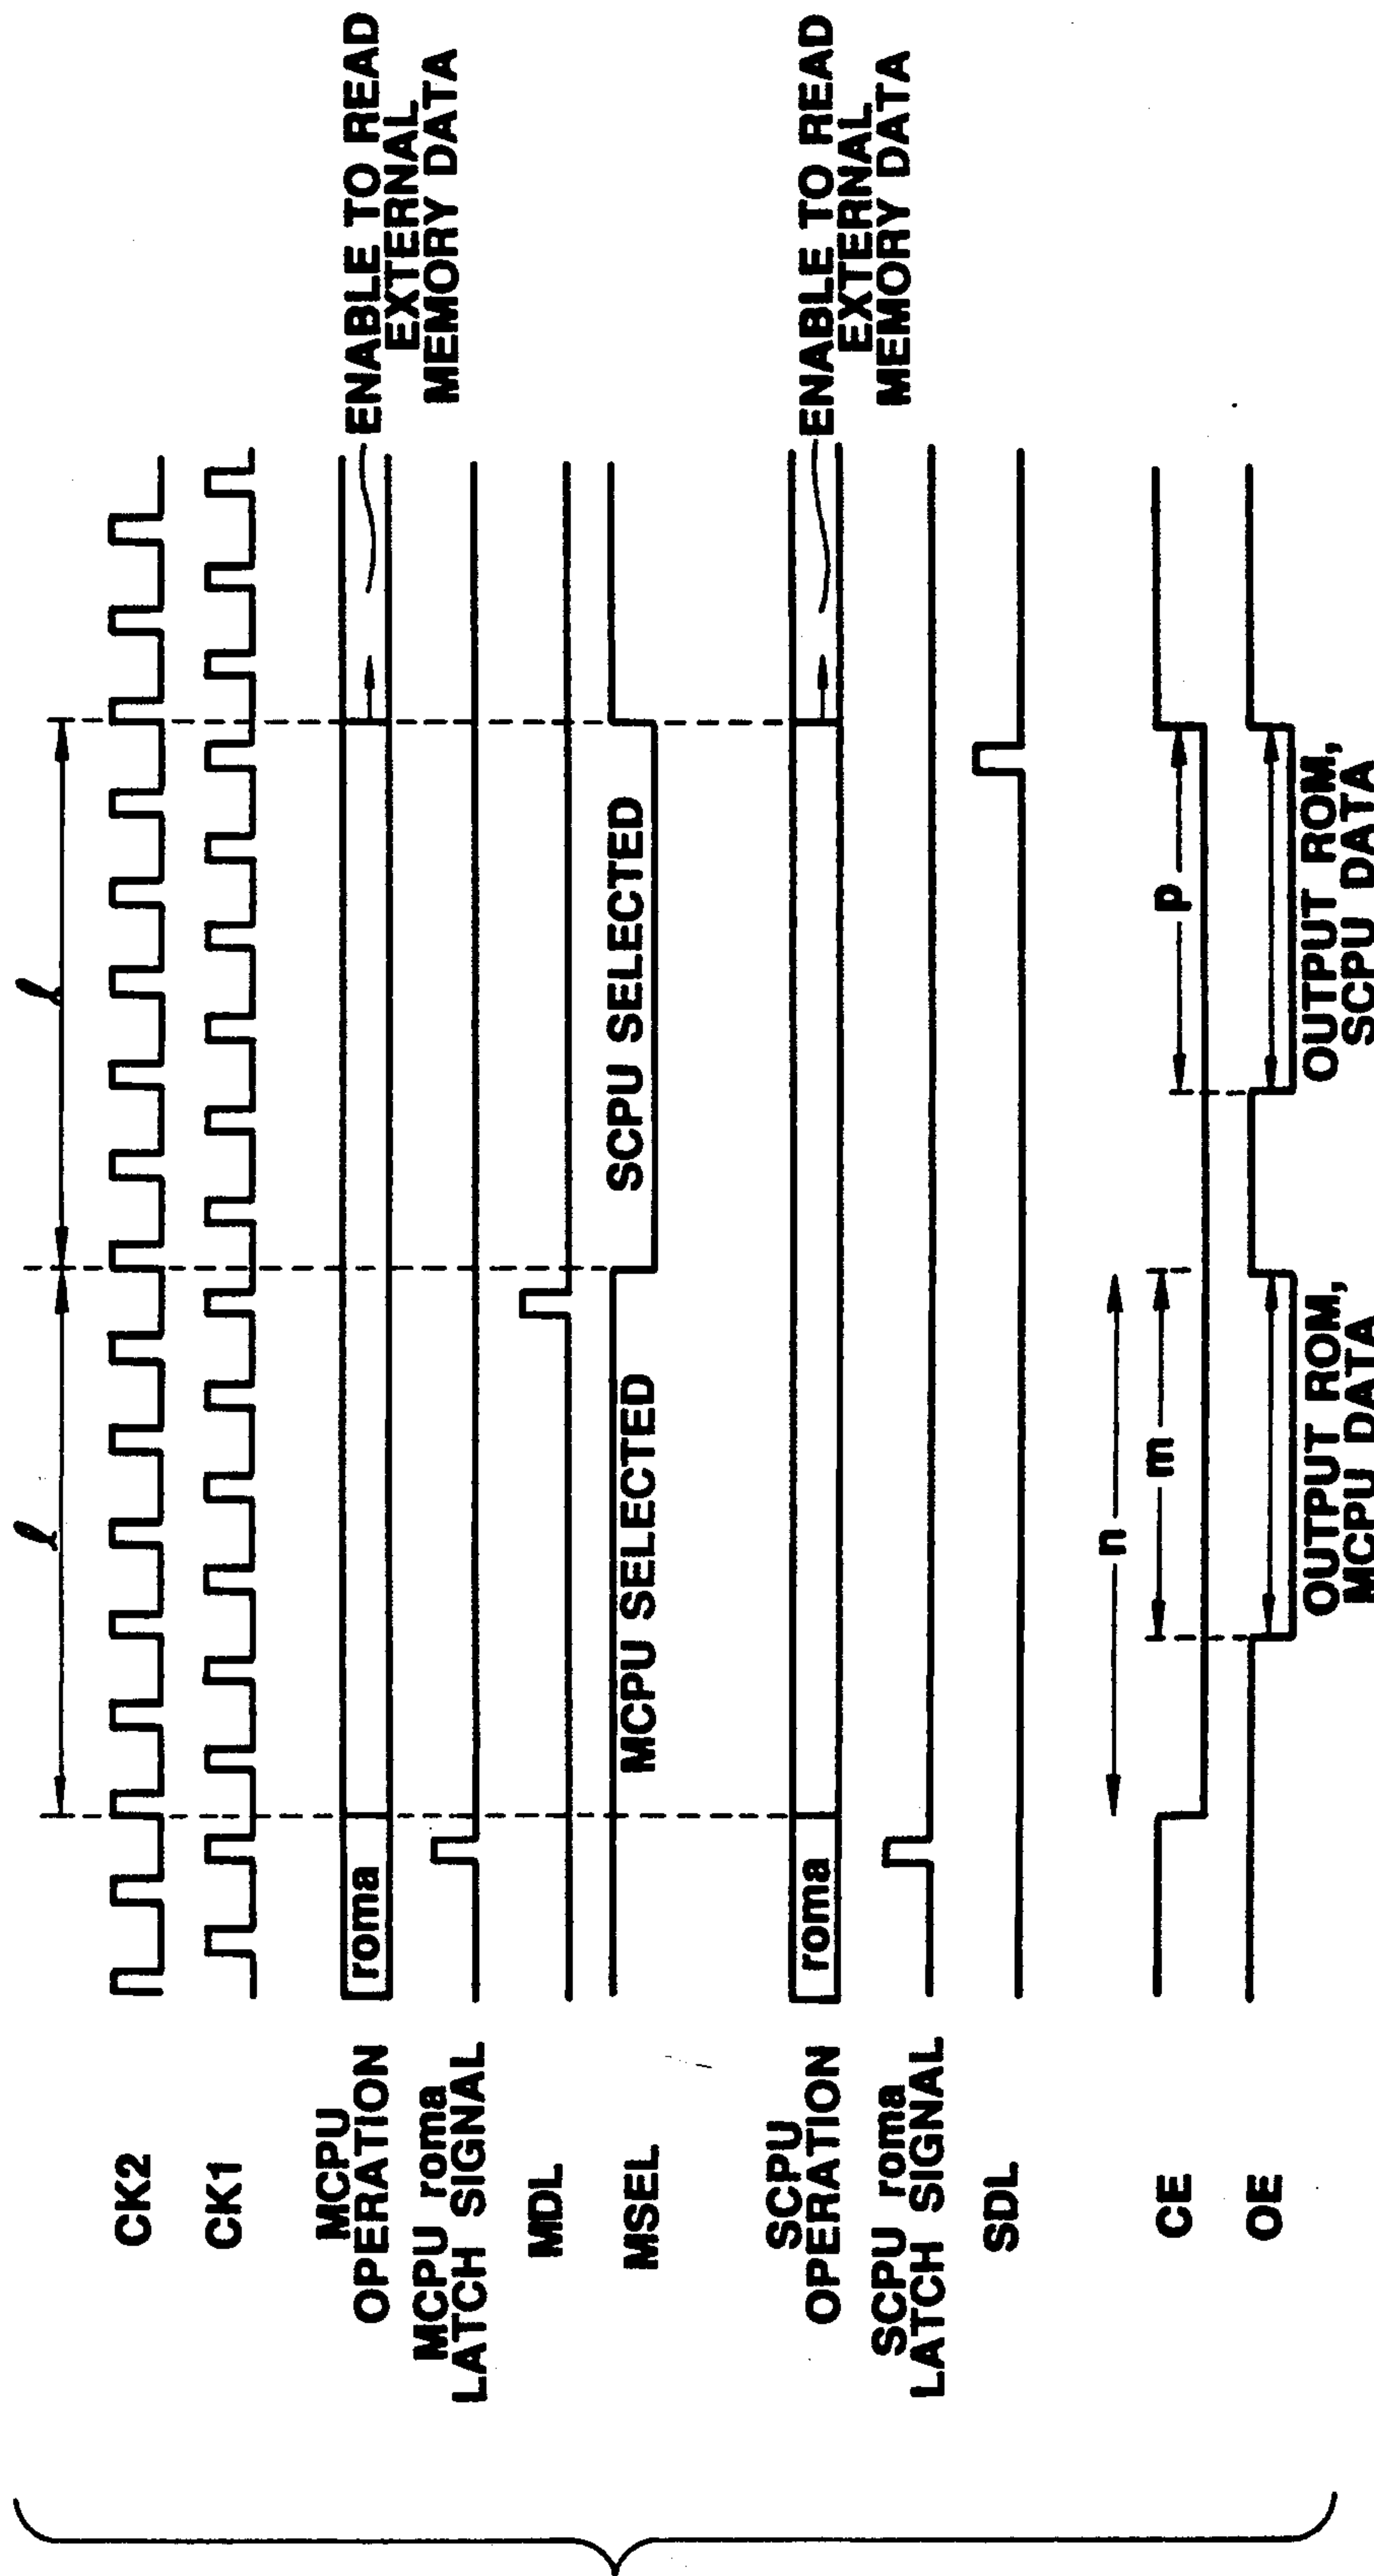 ℓ
ℓ
CK2
CK1
MCPU
OPERATION
roma
ENABLE TO READ
EXTERNAL
MEMORY DATA
MCPU roma
LATCH SIGNAL
MDL
MSEL
MCPU SELECTED
SCPU SELECTED
SCPU
OPERATION
roma
ENABLE TO READ
EXTERNAL
MEMORY DATA
SCPU roma
LATCH SIGNAL
SDL
n
m
p
CE
OE
OUTPUT ROM,
MCPU DATA
OUTPUT ROM,
SCPU DATA